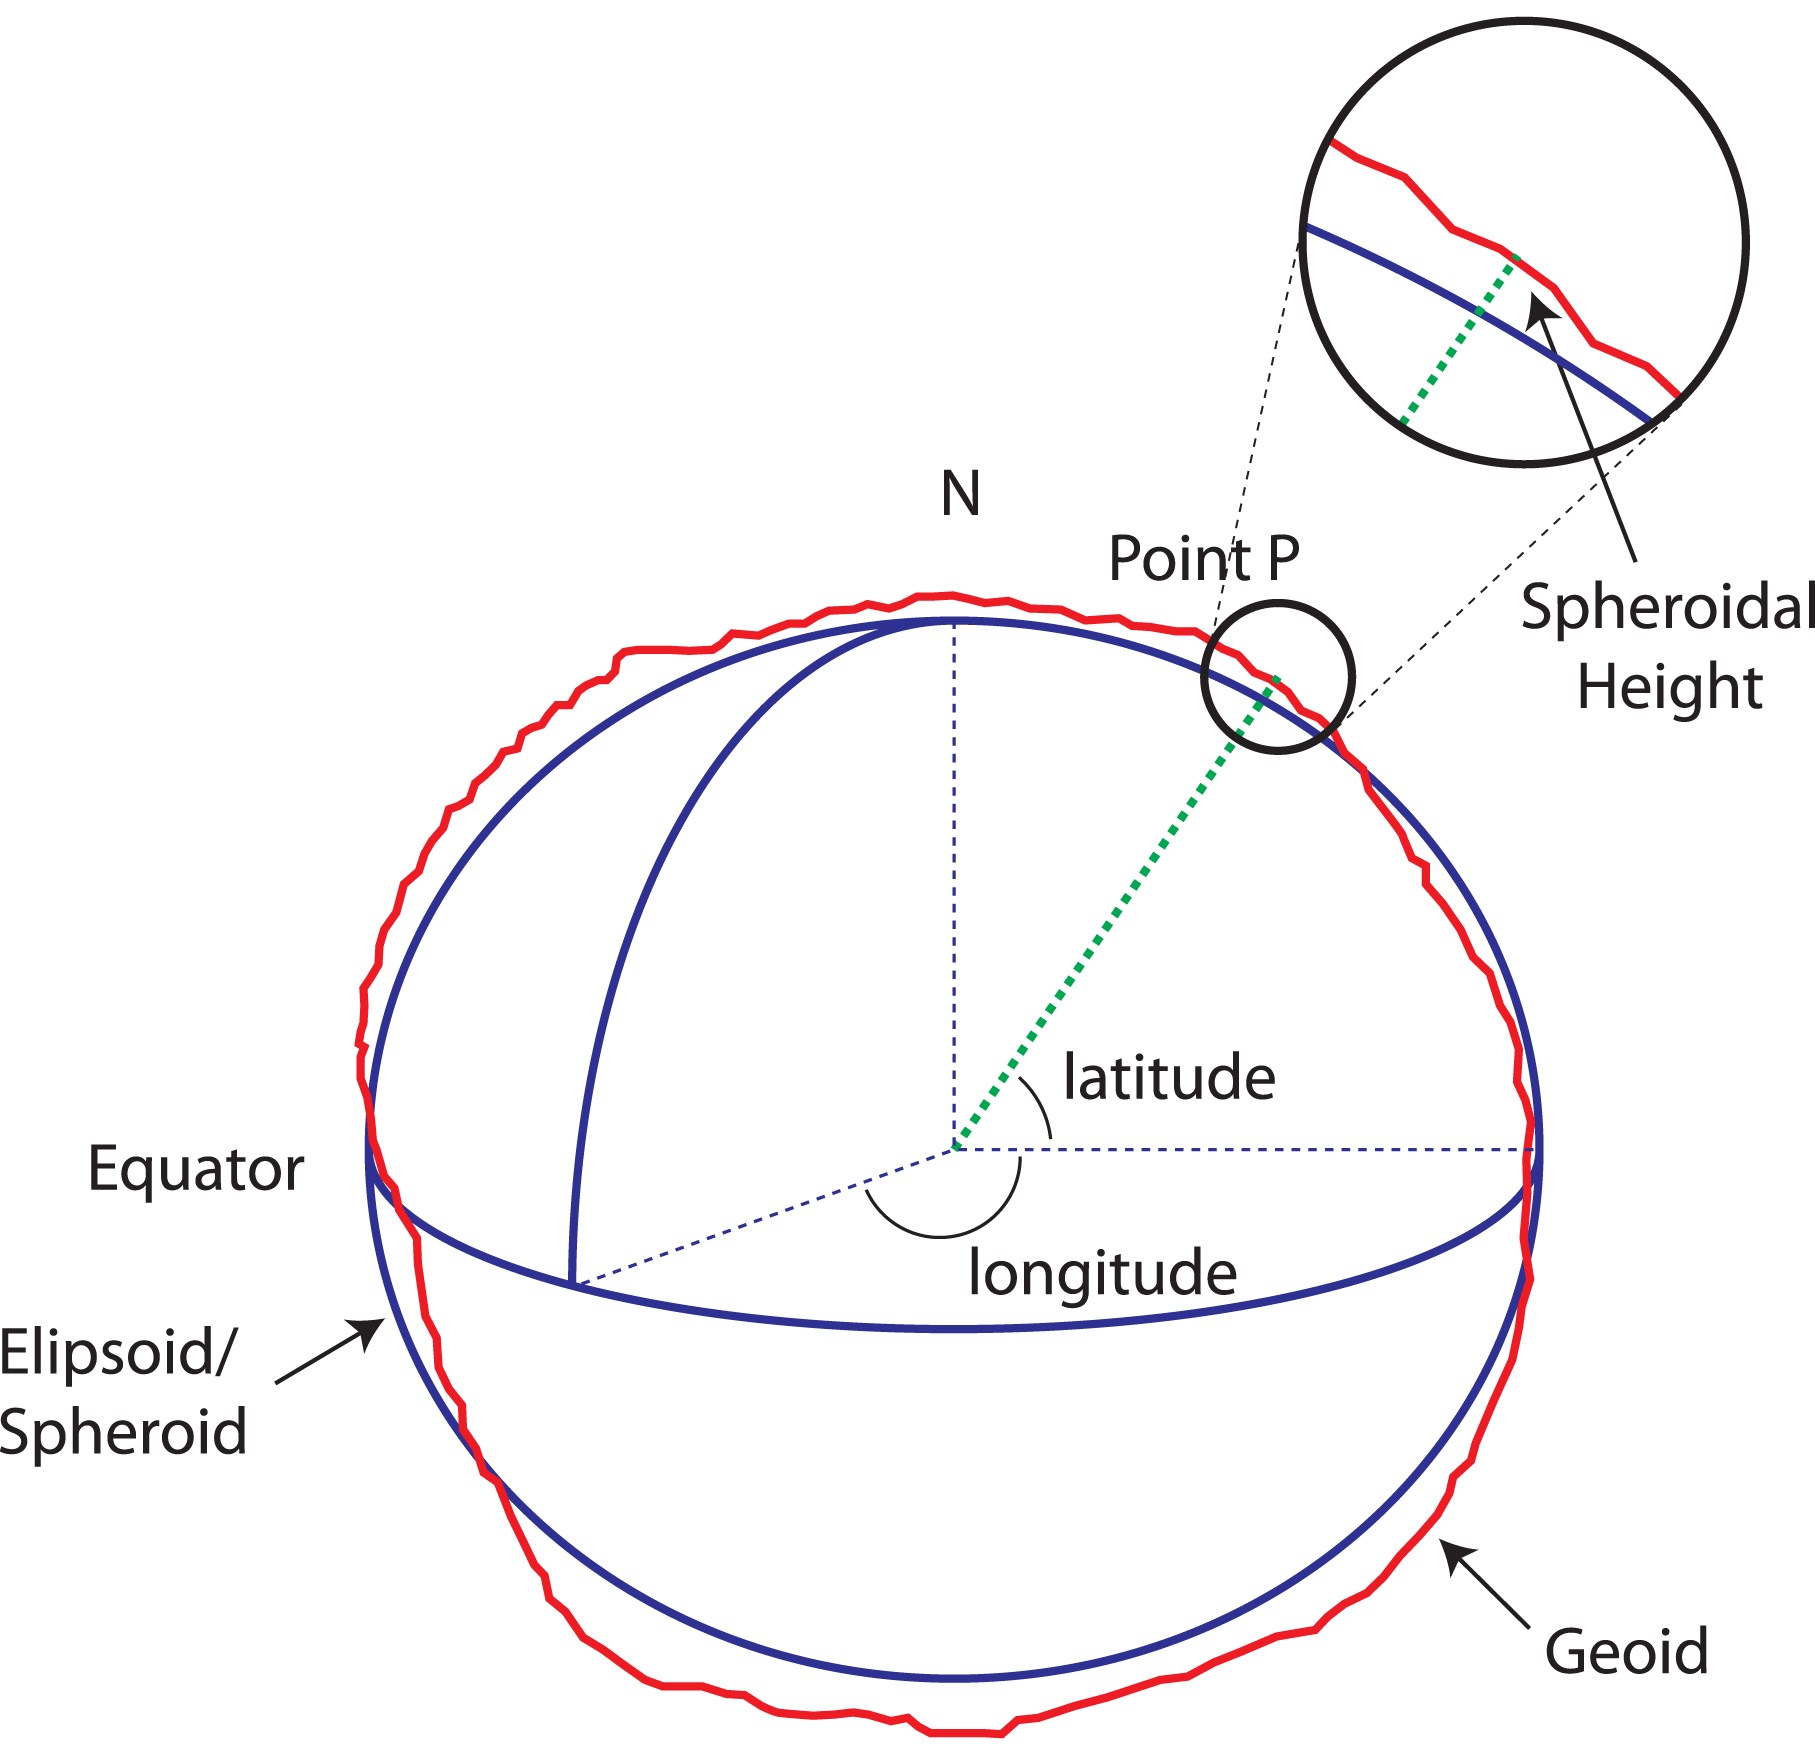 N
Point P
Spheroidal
Height
latitude
Equator
longitude
Elipsoid/
Spheroid
Geoid